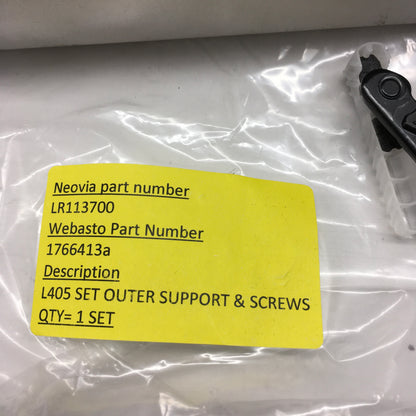 Neovia part number
LR113700
Webasto Part Number
1766413a
Description
L405 SET OUTER SUPPORT & SCREWS
QTY= 1 SET